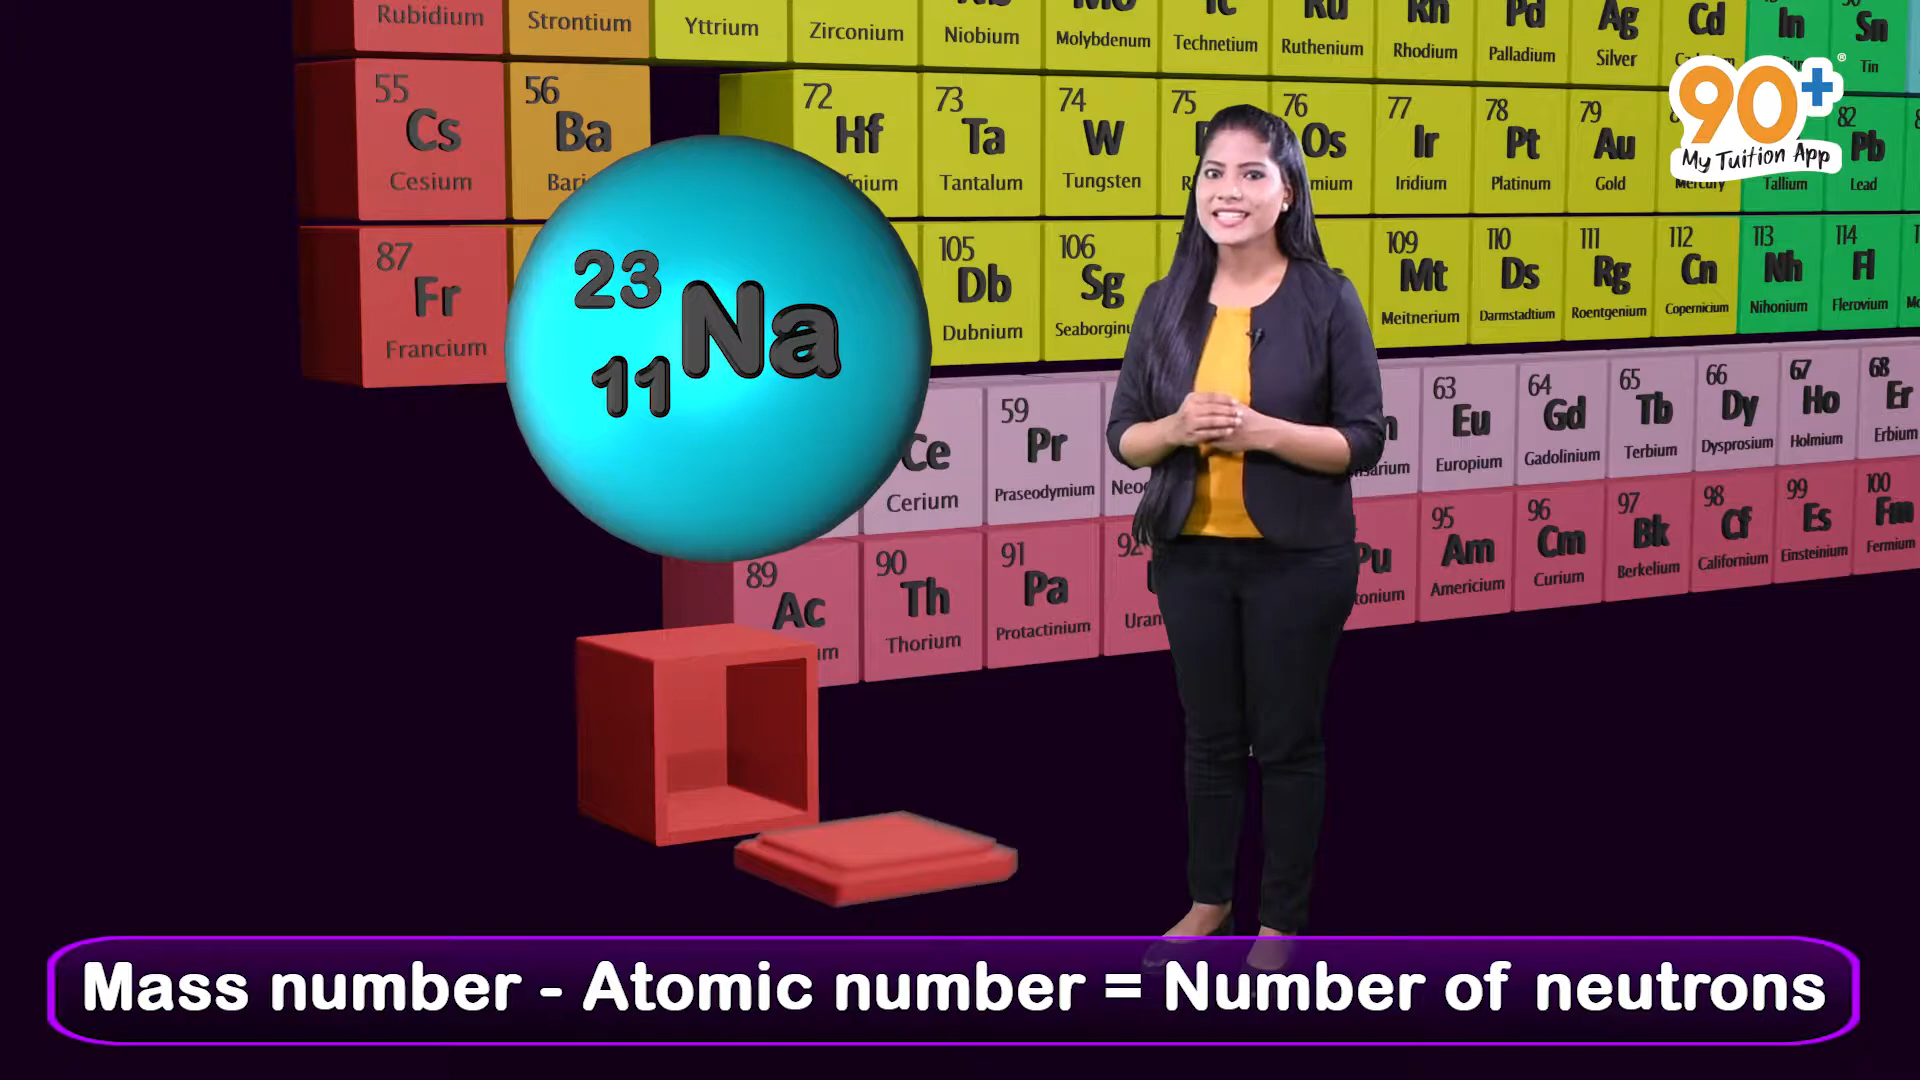 Rubidium
Strontium
Yttrium
Zirconium
Niobium
Molybdenum
Technetium
Ruthenium
Rhodium
Palladium
Silver
Tin
Ru
Rh
Pd
Ag
Cd
In
Sn
90+
My Tuition App
55
Cs
Cesium
56
Ba
72
Hf
73
Ta
Tantalum
74
W
Tungsten
75
76
Os
77
Ir
Iridium
78
Pt
Platinum
79
Au
Gold
Mercury
Tallium
82
Pb
Lead
87
Fr
Francium
23
11
Na
105
Db
Dubnium
106
Sg
109
Mt
Meitnerium
110
Ds
Darmstadtium
111
Rg
Roentgenium
112
Cn
Copernicium
113
Nh
Nihonium
114
Fl
Flerovium
Ce
Cerium
59
Pr
Praseodymium
63
Eu
Europium
64
Gd
Gadolinium
65
Tb
Terbium
66
Dy
Dysprosium
67
Ho
Holmium
68
Er
Erbium
89
Ac
90
Th
Thorium
91
Pa
Protactinium
92
Pu
95
Am
Americium
96
Cm
Curium
97
Bk
Berkelium
98
Cf
Californium
99
Es
Einsteinium
100
Fm
Fermium
Mass number - Atomic number = Number of neutrons